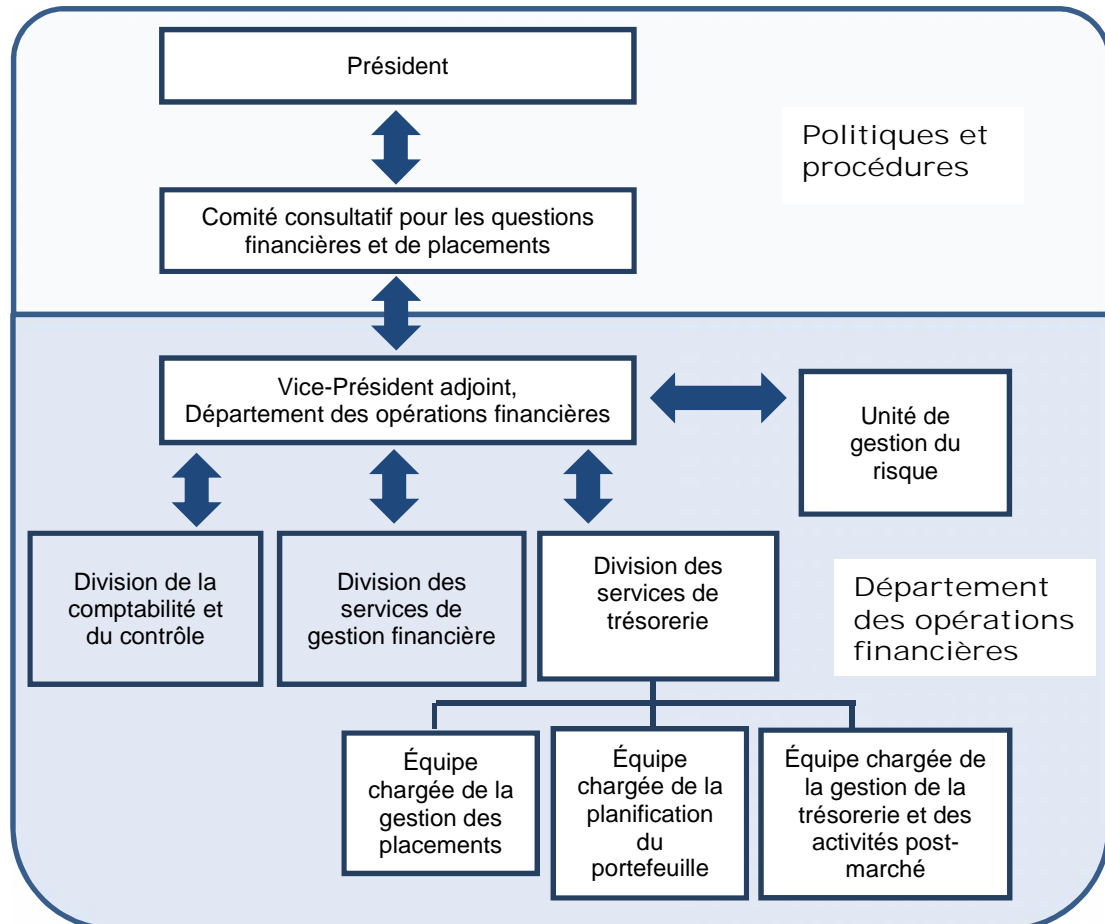 Président
Politiques et
procédures
Comité consultatif pour les questions
financières et de placements
Vice-Président adjoint,
Département des opérations financières
Unité de
gestion du
risque
Division de la
comptabilité et
du contrôle
Division des
services de
gestion financière
Division des
services de
trésorerie
Département
des opérations
financières
Équipe
chargée de la
gestion des
placements
Équipe
chargée de la
planification
du
portefeuille
Équipe chargée de
la gestion de la
trésorerie et des
activités post-
marché